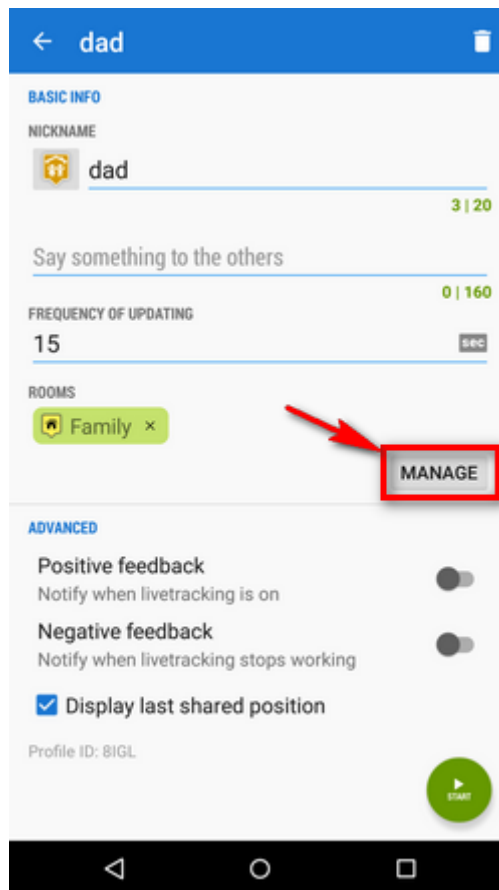 dad
BASIC INFO
NICKNAME
dad
3 | 20
Say something to the others
0 | 160
FREQUENCY OF UPDATING
15
sec
ROOMS
Family ×
MANAGE
ADVANCED
Positive feedback
Notify when livetracking is on
Negative feedback
Notify when livetracking stops working
Display last shared position
Profile ID: 8IGL
START